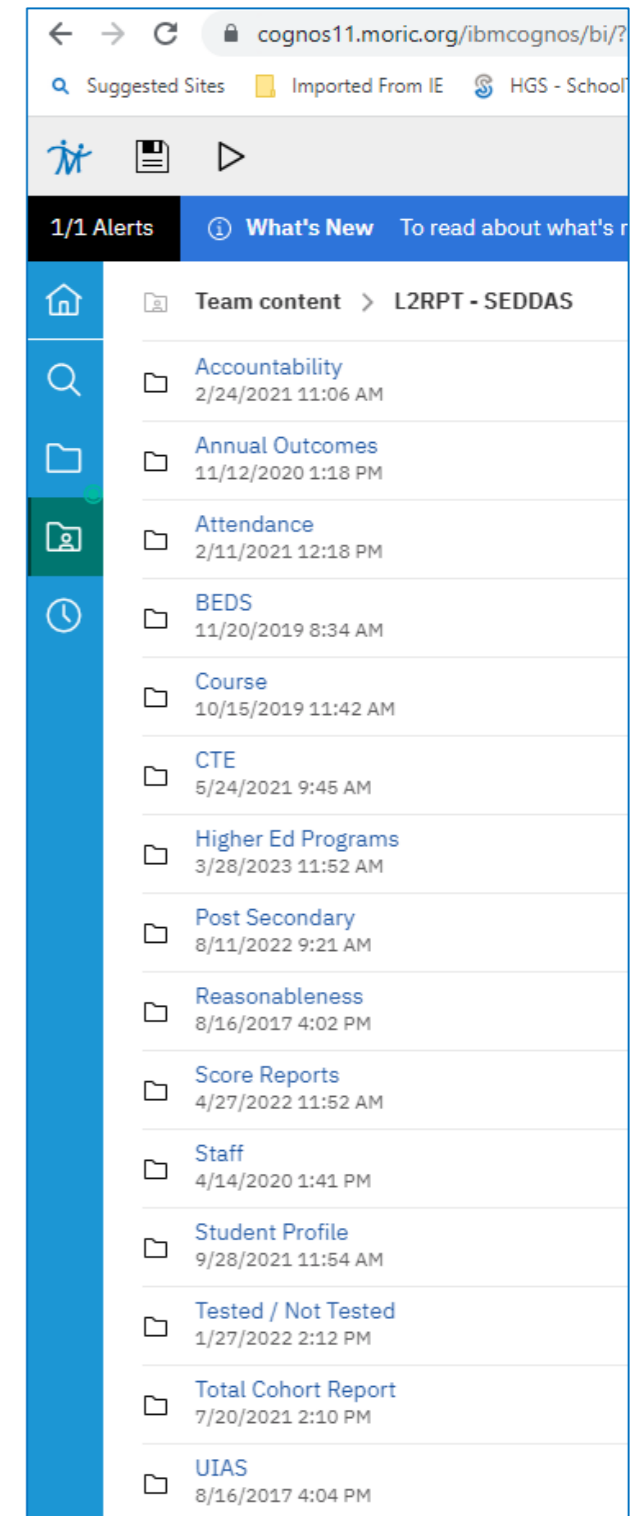 cognos11.moric.org/ibmcognos/bi/?
Suggested Sites Imported From IE HGS - School
1/1 Alerts What's New To read about what's
Team content > L2RPT - SEDDAS
Accountability
2/24/2021 11:06 AM
Annual Outcomes
11/12/2020 1:18 PM
Attendance
2/11/2021 12:18 PM
BEDS
11/20/2019 8:34 AM
Course
10/15/2019 11:42 AM
CTE
5/24/2021 9:45 AM
Higher Ed Programs
3/28/2023 11:52 AM
Post Secondary
8/11/2022 9:21 AM
Reasonableness
8/16/2017 4:02 PM
Score Reports
4/27/2022 11:52 AM
Staff
4/14/2020 1:41 PM
Student Profile
9/28/2021 11:54 AM
Tested / Not Tested
1/27/2022 2:12 PM
Total Cohort Report
7/20/2021 2:10 PM
UIAS
8/16/2017 4:04 PM